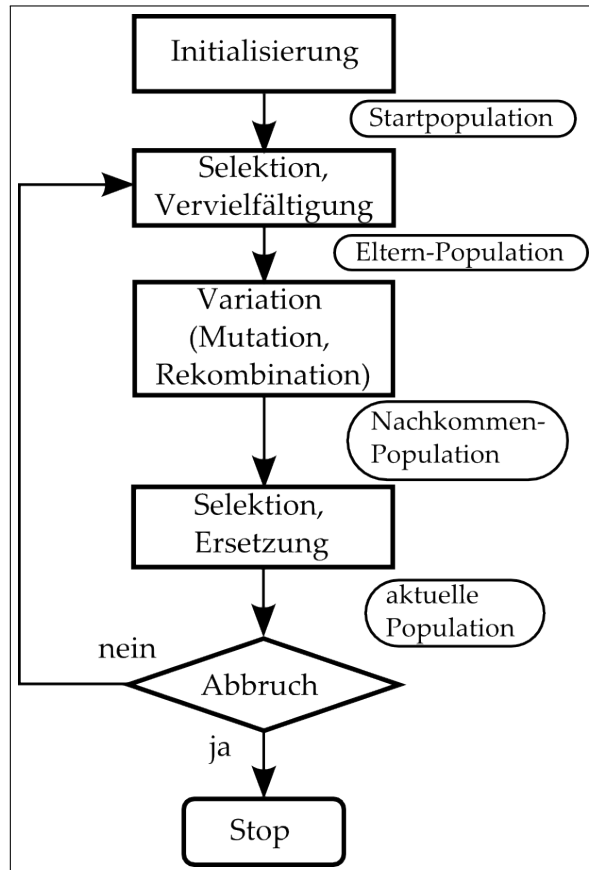 Initialisierung
Startpopulation
Selektion,
Vervielfältigung
Eltern-Population
Variation
(Mutation,
Rekombination)
Nachkommen-
Population
Selektion,
Ersetzung
aktuelle
Population
nein
Abbruch
ja
Stop